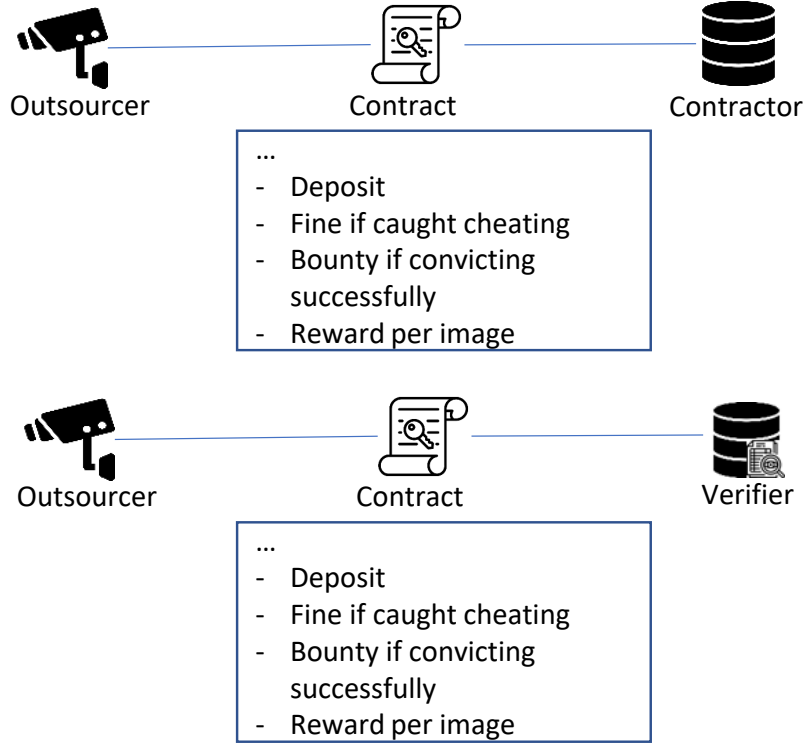 Outsourcer Contract Contractor
...
- Deposit
- Fine if caught cheating
- Bounty if convicting
successfully
- Reward per image
Outsourcer Contract Verifier
...
- Deposit
- Fine if caught cheating
- Bounty if convicting
successfully
- Reward per image